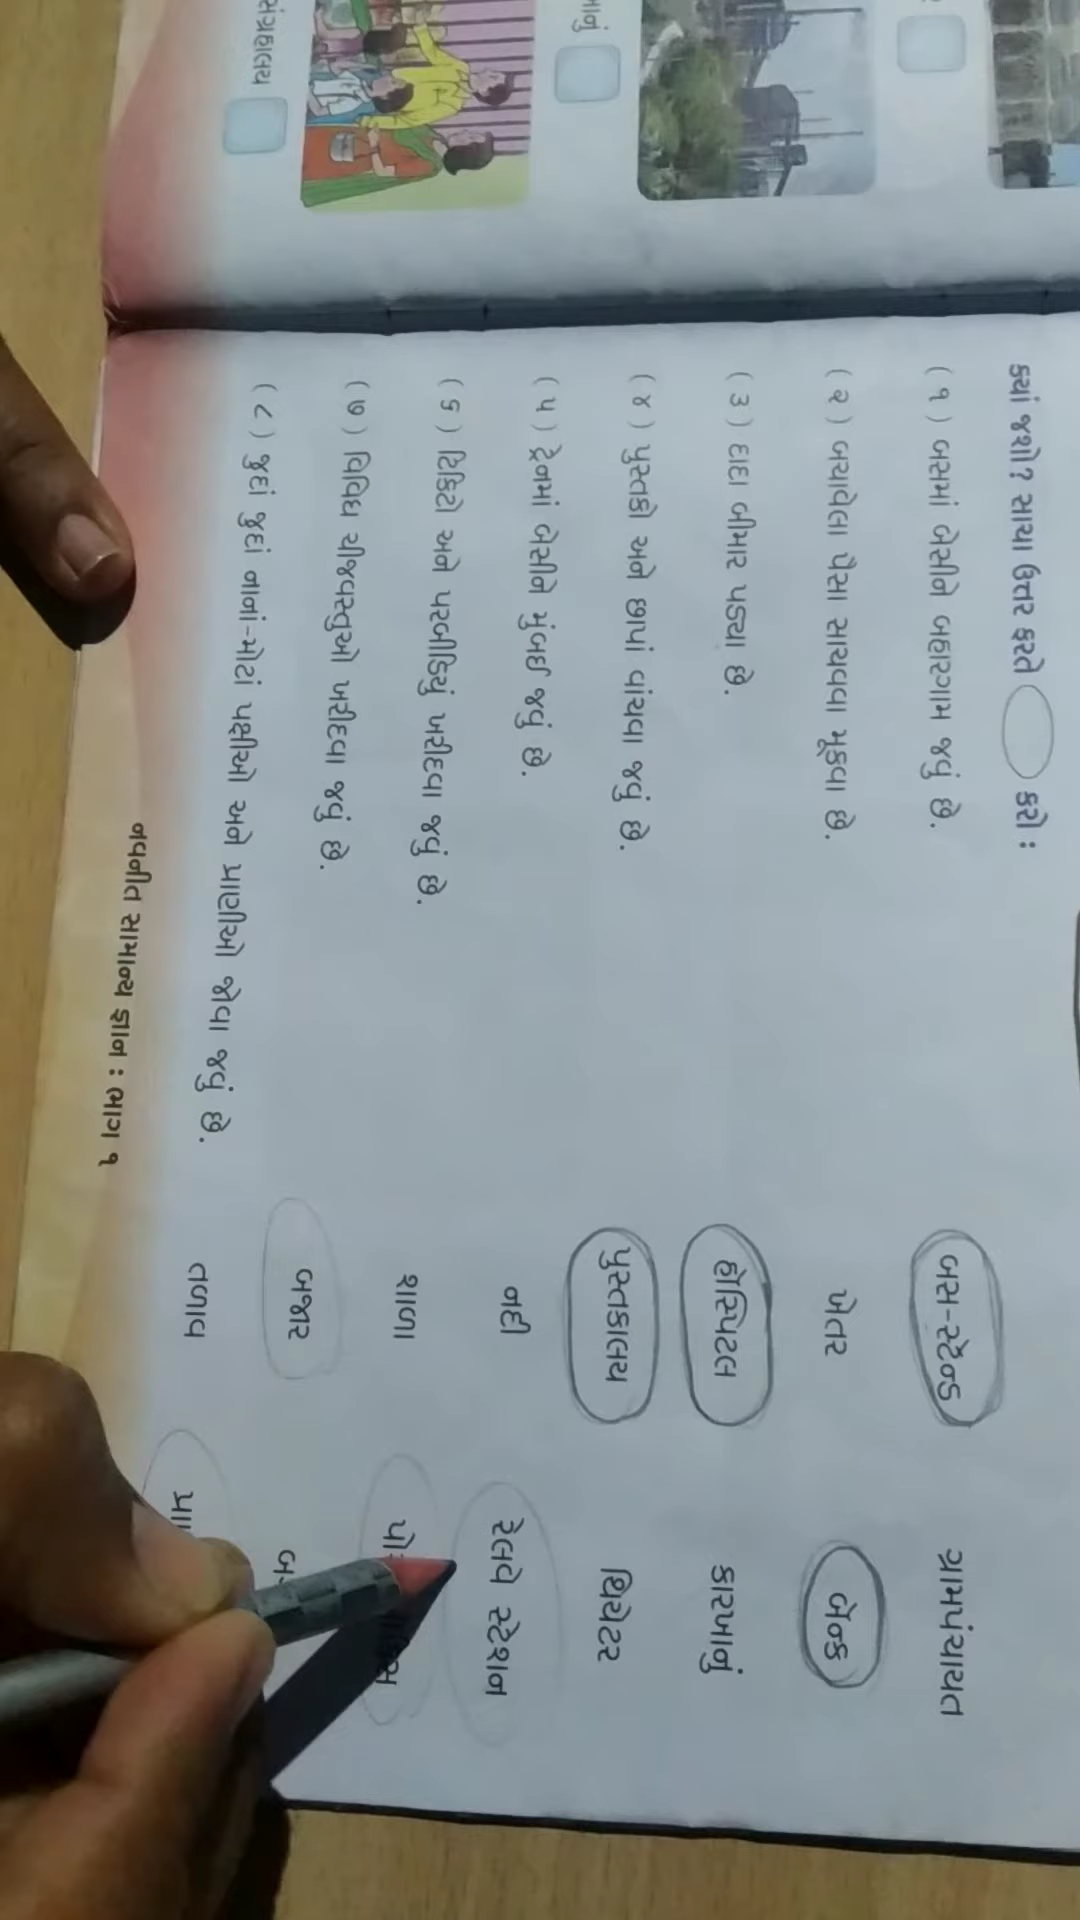 સંગ્રહાલય
ક્યાં જશો? સાચા ઉત્તર ફરતે ◯ કરો :
(૧) બસમાં બેસીને બહારગામ જવું છે. બસ-સ્ટૅન્ડ ગ્રામપંચાયત
(૨) બચાવેલા પૈસા સાચવવા મૂકવા છે. ખેતર બૅન્ક
(૩) દાદા બીમાર પડ્યા છે. હૉસ્પિટલ કારખાનું
(૪) પુસ્તકો અને છાપાં વાંચવા જવું છે. પુસ્તકાલય થિયેટર
(૫) ટ્રેનમાં બેસીને મુંબઈ જવું છે. નદી રેલવે સ્ટેશન
(૬) ટિકિટો અને પરબીડિયું ખરીદવા જવું છે. શાળા
(૭) વિવિધ ચીજવસ્તુઓ ખરીદવા જવું છે. બજાર
(૮) જુદાં જુદાં નાનાં-મોટાં પક્ષીઓ અને પ્રાણીઓ જોવા જવું છે. તળાવ
નવનીત સામાન્ય જ્ઞાન : ભાગ ૧